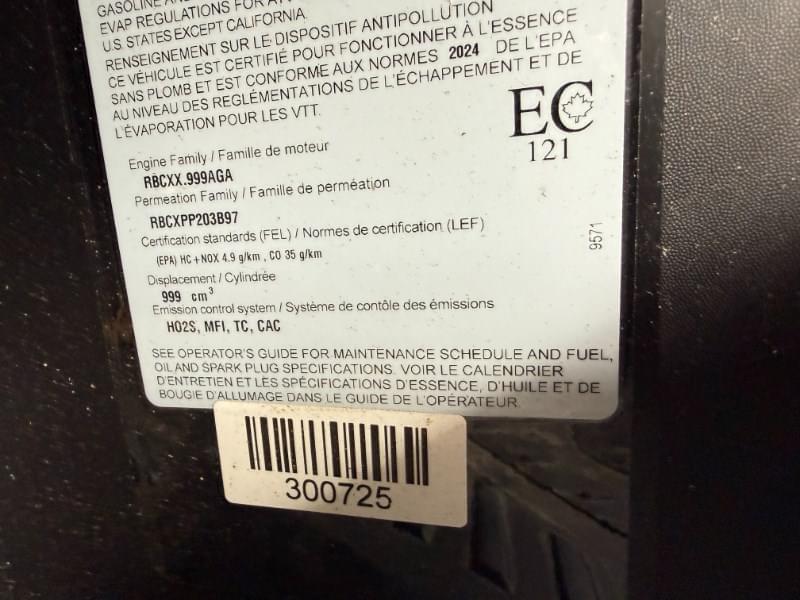 GASOLINE AND
EVAP REGULATIONS FOR
U.S. STATES EXCEPT CALIFORNIA.
RENSEIGNEMENT SUR LE DISPOSITIF ANTIPOLLUTION
CE VÉHICULE EST CERTIFIÉ POUR FONCTIONNER À L'ESSENCE
SANS PLOMB ET EST CONFORME AUX NORMES 2024 DE L'EPA
AU NIVEAU DES REGLÉMENTATIONS DE L'ÉCHAPPEMENT ET DE
L'ÉVAPORATION POUR LES VTT.
EC
121
Engine Family / Famille de moteur
RBCXX.999AGA
Permeation Family / Famille de perméation
RBCXPP203B97
Certification standards (FEL) / Normes de certification (LEF)
(EPA) HC + NOX 4.9 g/km , CO 35 g/km
9571
Displacement / Cylindrée
999 cm³
Emission control system / Système de contôle des émissions
HO2S, MFI, TC, CAC
SEE OPERATOR'S GUIDE FOR MAINTENANCE SCHEDULE AND FUEL,
OIL AND SPARK PLUG SPECIFICATIONS. VOIR LE CALENDRIER
D'ENTRETIEN ET LES SPÉCIFICATIONS D'ESSENCE, D'HUILE ET DE
BOUGIE D'ALLUMAGE DANS LE GUIDE DE L'OPÉRATEUR.
300725